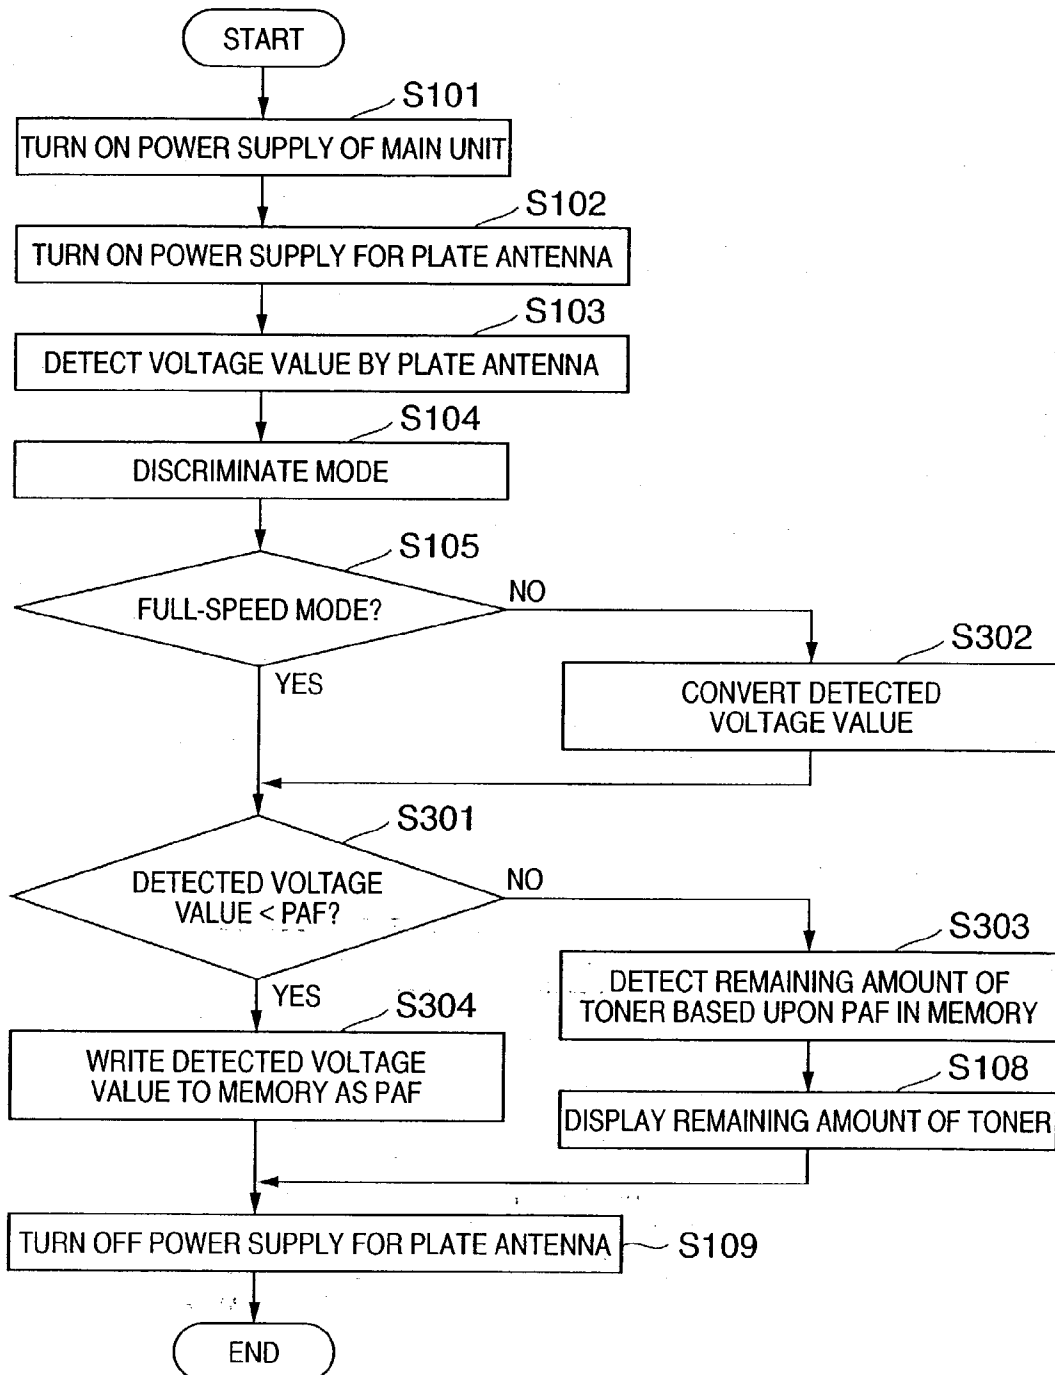 START
S101
TURN ON POWER SUPPLY OF MAIN UNIT
S102
TURN ON POWER SUPPLY FOR PLATE ANTENNA
S103
DETECT VOLTAGE VALUE BY PLATE ANTENNA
S104
DISCRIMINATE MODE
S105
FULL-SPEED MODE?
NO
YES
S302
CONVERT DETECTED
VOLTAGE VALUE
S301
DETECTED VOLTAGE
VALUE < PAF?
NO
YES
S303
DETECT REMAINING AMOUNT OF
TONER BASED UPON PAF IN MEMORY
S304
WRITE DETECTED VOLTAGE
VALUE TO MEMORY AS PAF
S108
DISPLAY REMAINING AMOUNT OF TONER
TURN OFF POWER SUPPLY FOR PLATE ANTENNA
S109
END